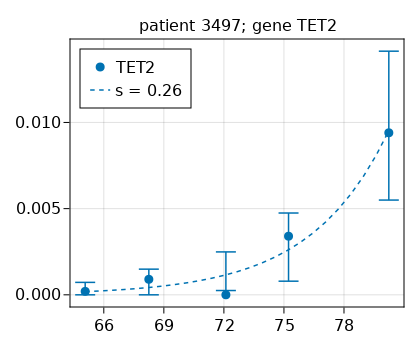 patient 3497; gene TET2
TET2
s = 0.26
0.010
0.005
0.000
66 69 72 75 78